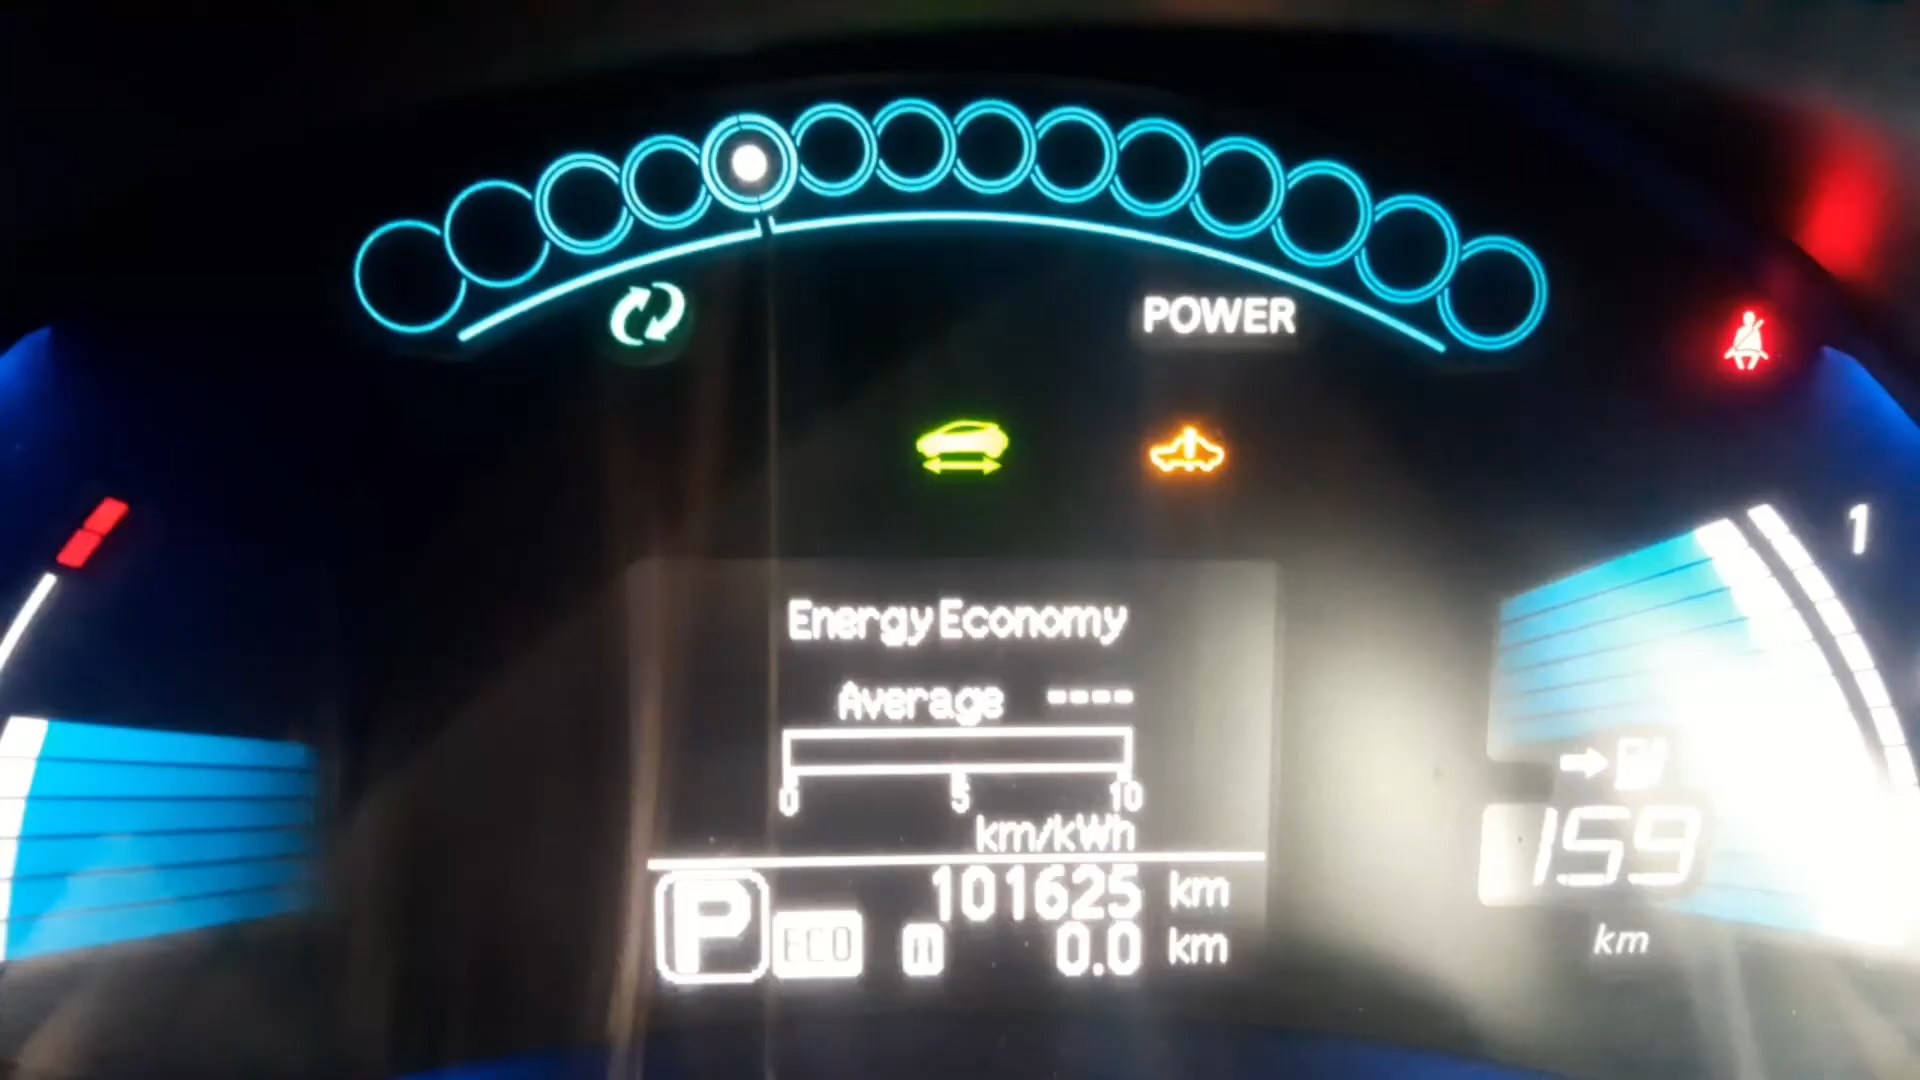 POWER
1
Energy Economy
Average ----
0 5 10
km/kWh
159
km
101625 km
P ECO 0.0 km